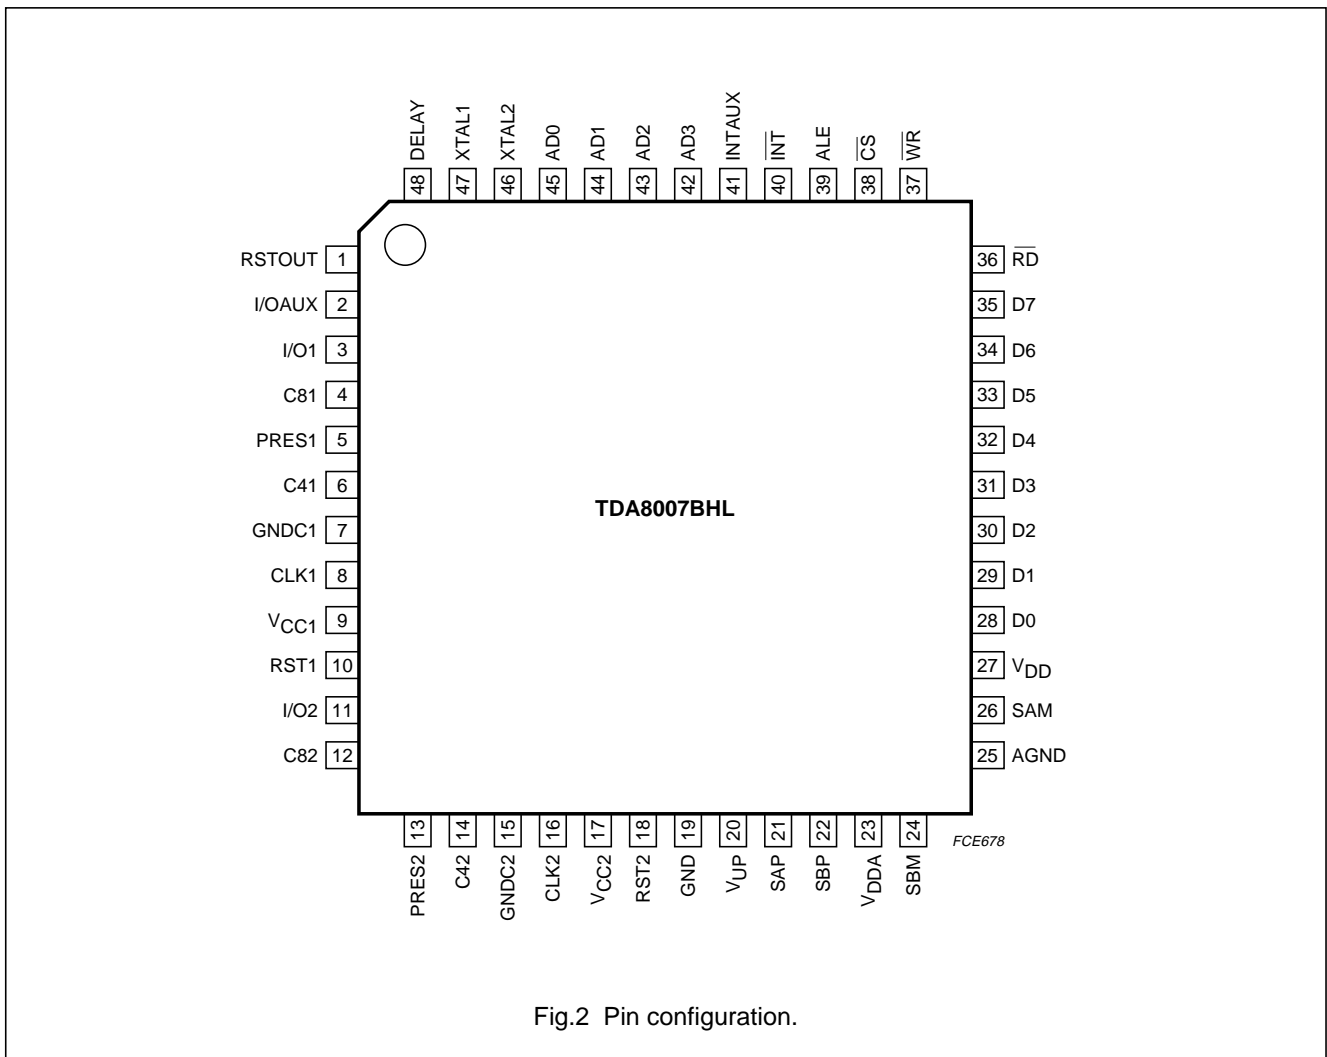 DELAY XTAL1 XTAL2 AD0 AD1 AD2 AD3 INTAUX INT ALE CS WR
48 47 46 45 44 43 42 41 40 39 38 37
RSTOUT 1 36 RD
I/OAUX 2 35 D7
I/O1 3 34 D6
C81 4 33 D5
PRES1 5 32 D4
C41 6 31 D3
TDA8007BHL
GNDC1 7 30 D2
CLK1 8 29 D1
VCC1 9 28 D0
RST1 10 27 VDD
I/O2 11 26 SAM
C82 12 25 AGND
13 14 15 16 17 18 19 20 21 22 23 24
FCE678
PRES2 C42 GNDC2 CLK2 VCC2 RST2 GND VUP SAP SBP VDDA SBM
Fig.2 Pin configuration.